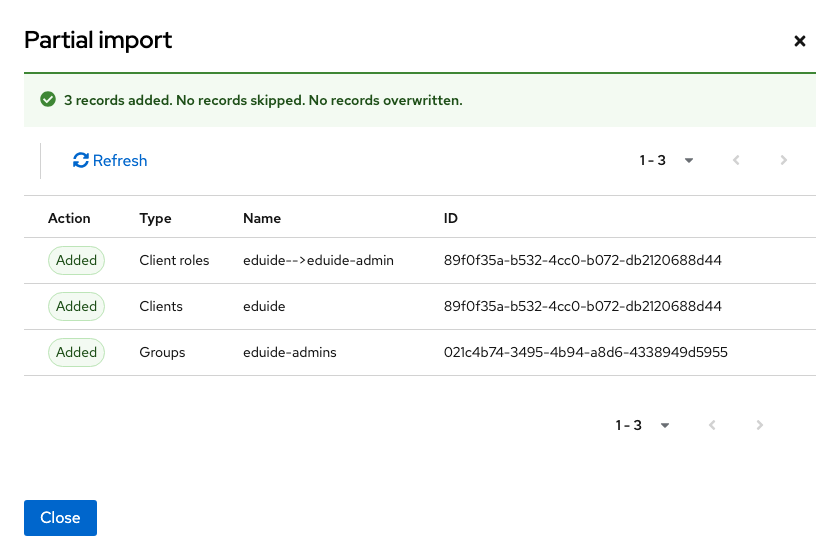 Partial import
3 records added. No records skipped. No records overwritten.
Refresh
1 - 3
Action Type Name ID
Added Client roles eduide-->eduide-admin 89f0f35a-b532-4cc0-b072-db2120688d44
Added Clients eduide 89f0f35a-b532-4cc0-b072-db2120688d44
Added Groups eduide-admins 021c4b74-3495-4b94-a8d6-4338949d5955
1 - 3
Close